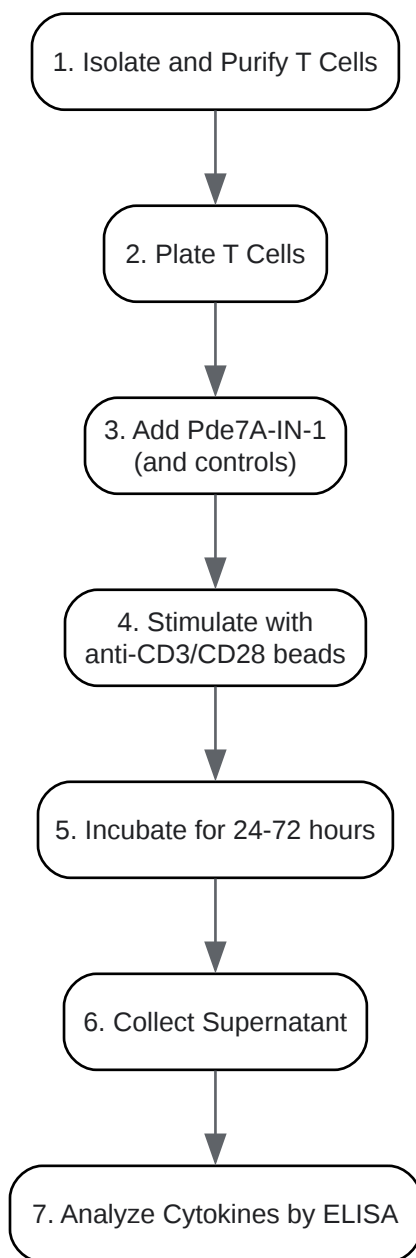 1. Isolate and Purify T Cells
2. Plate T Cells
3. Add Pde7A-IN-1
(and controls)
4. Stimulate with
anti-CD3/CD28 beads
5. Incubate for 24-72 hours
6. Collect Supernatant
7. Analyze Cytokines by ELISA